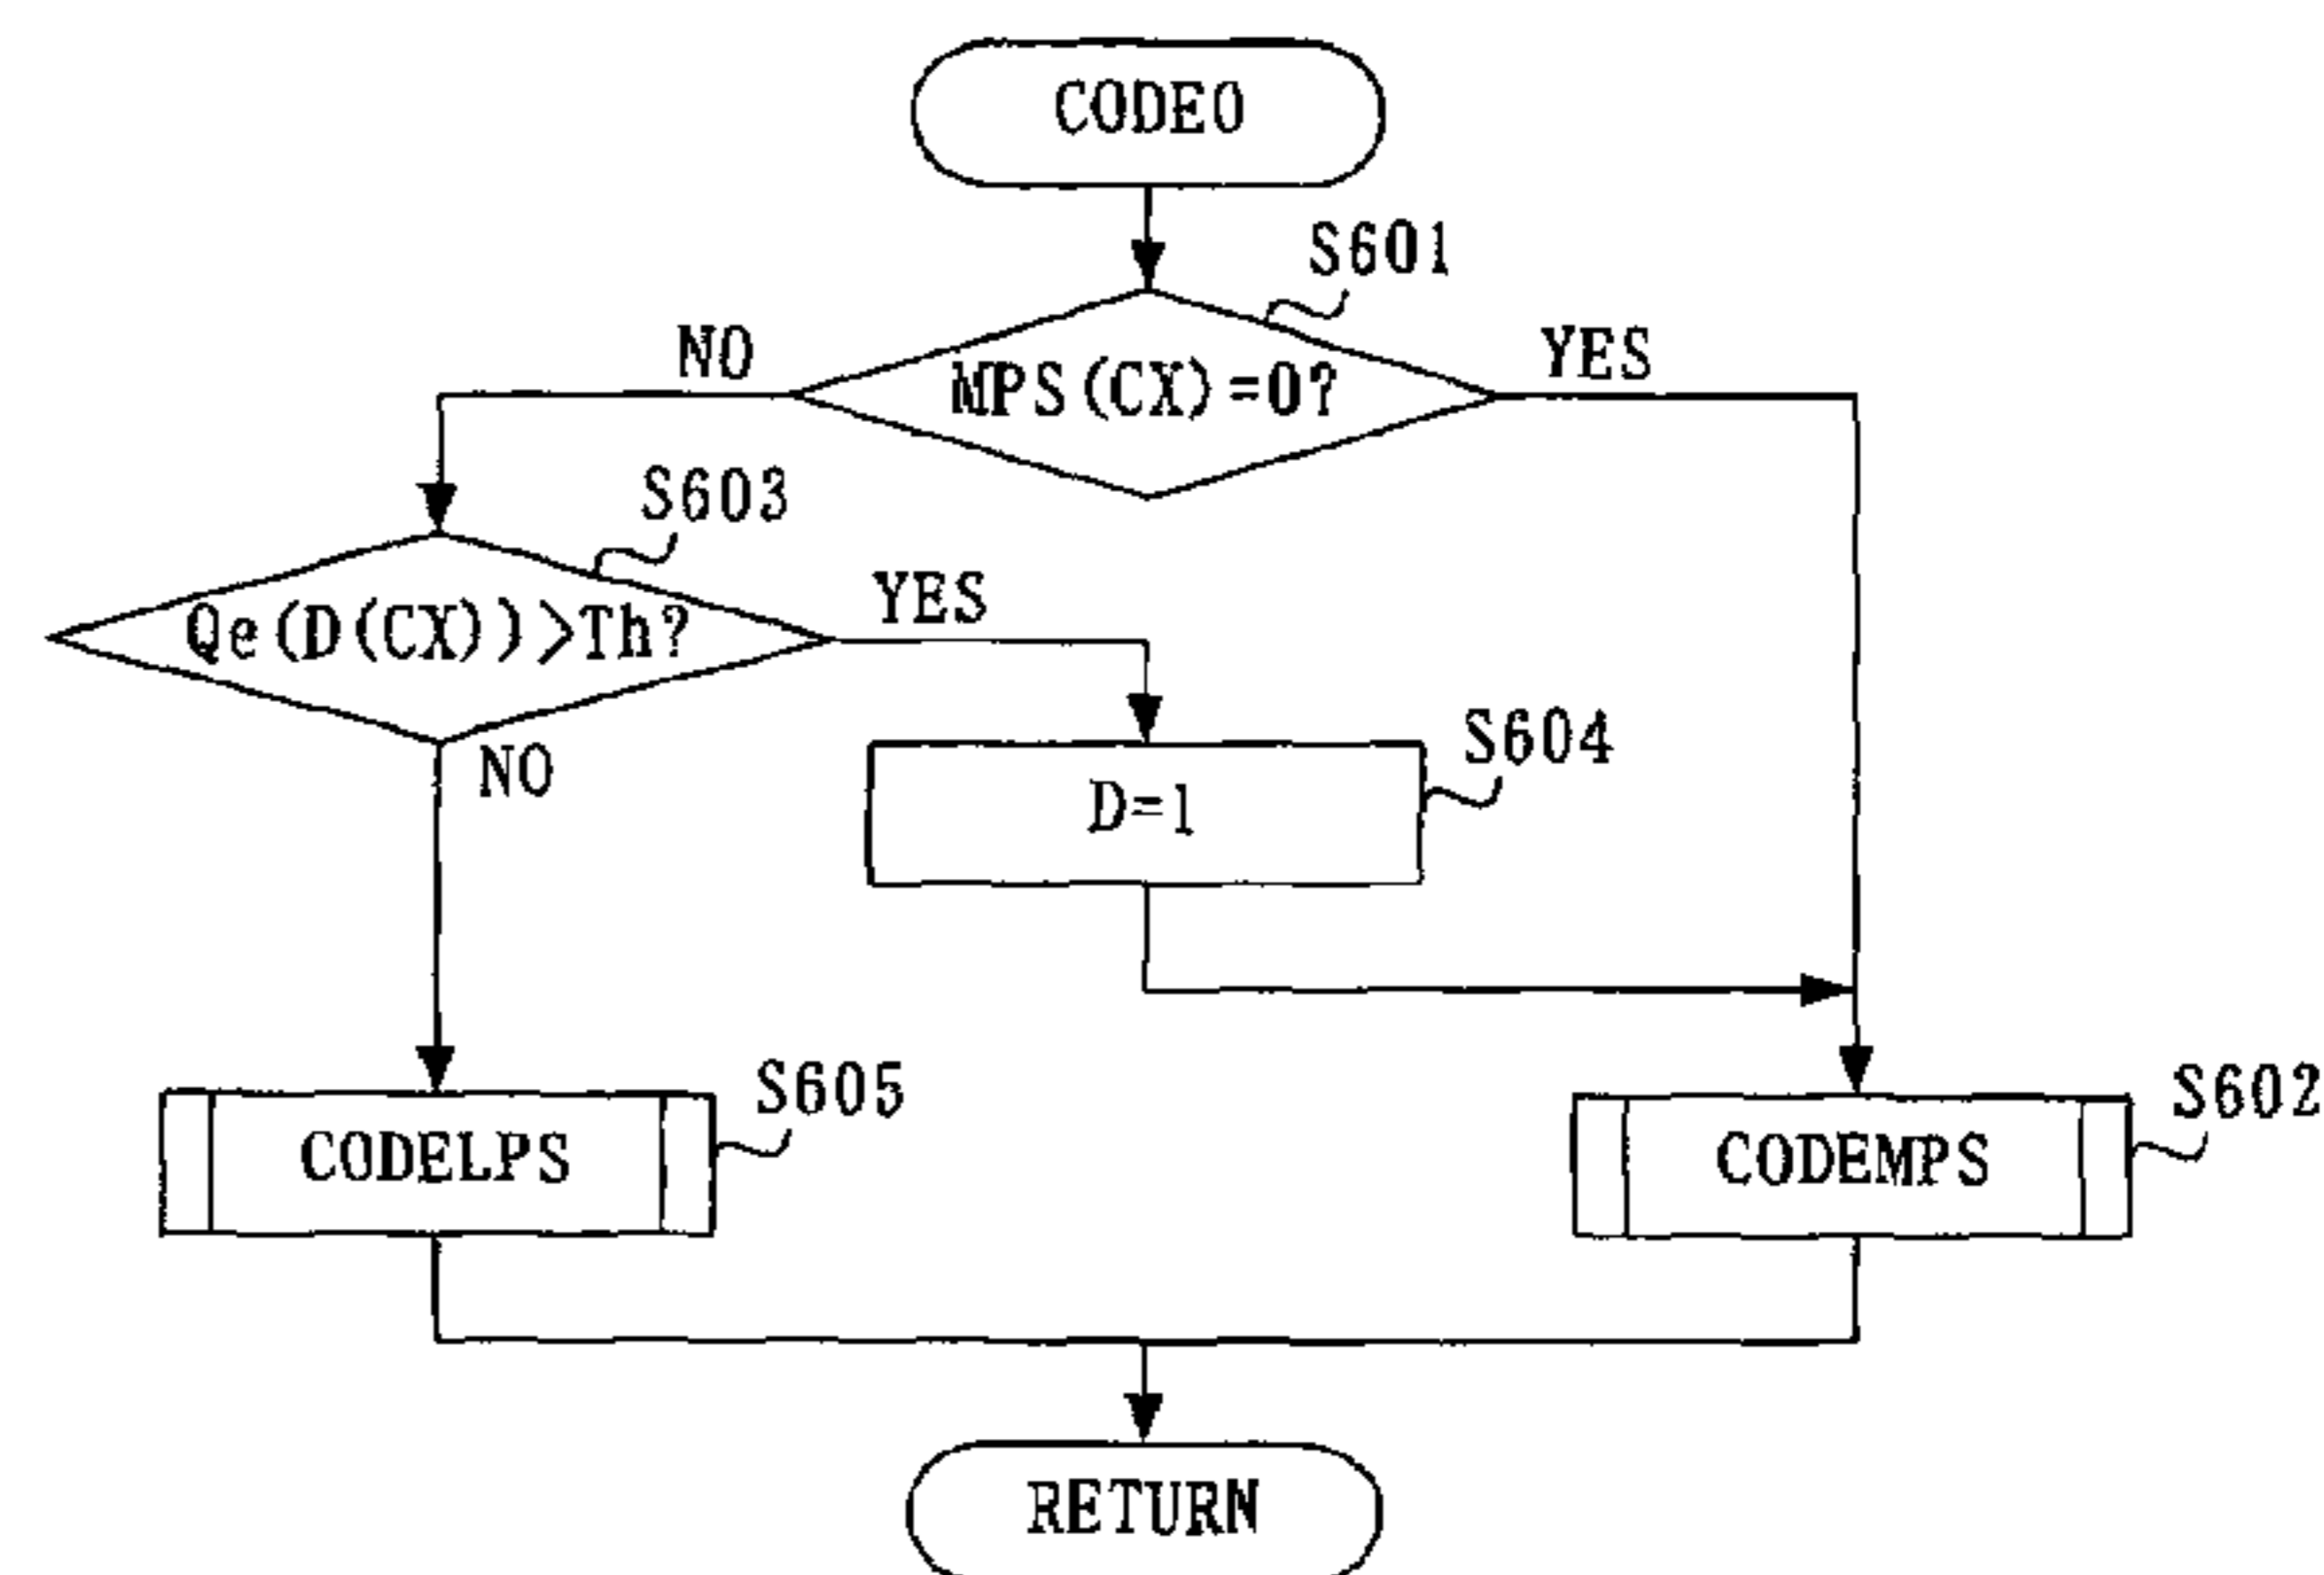 CODE0
S601
NO
MPS(CX)=0?
YES
S603
Qe(D(CX))>Th?
YES
NO
S604
D=1
S605
CODELPS
S602
CODEMPS
RETURN